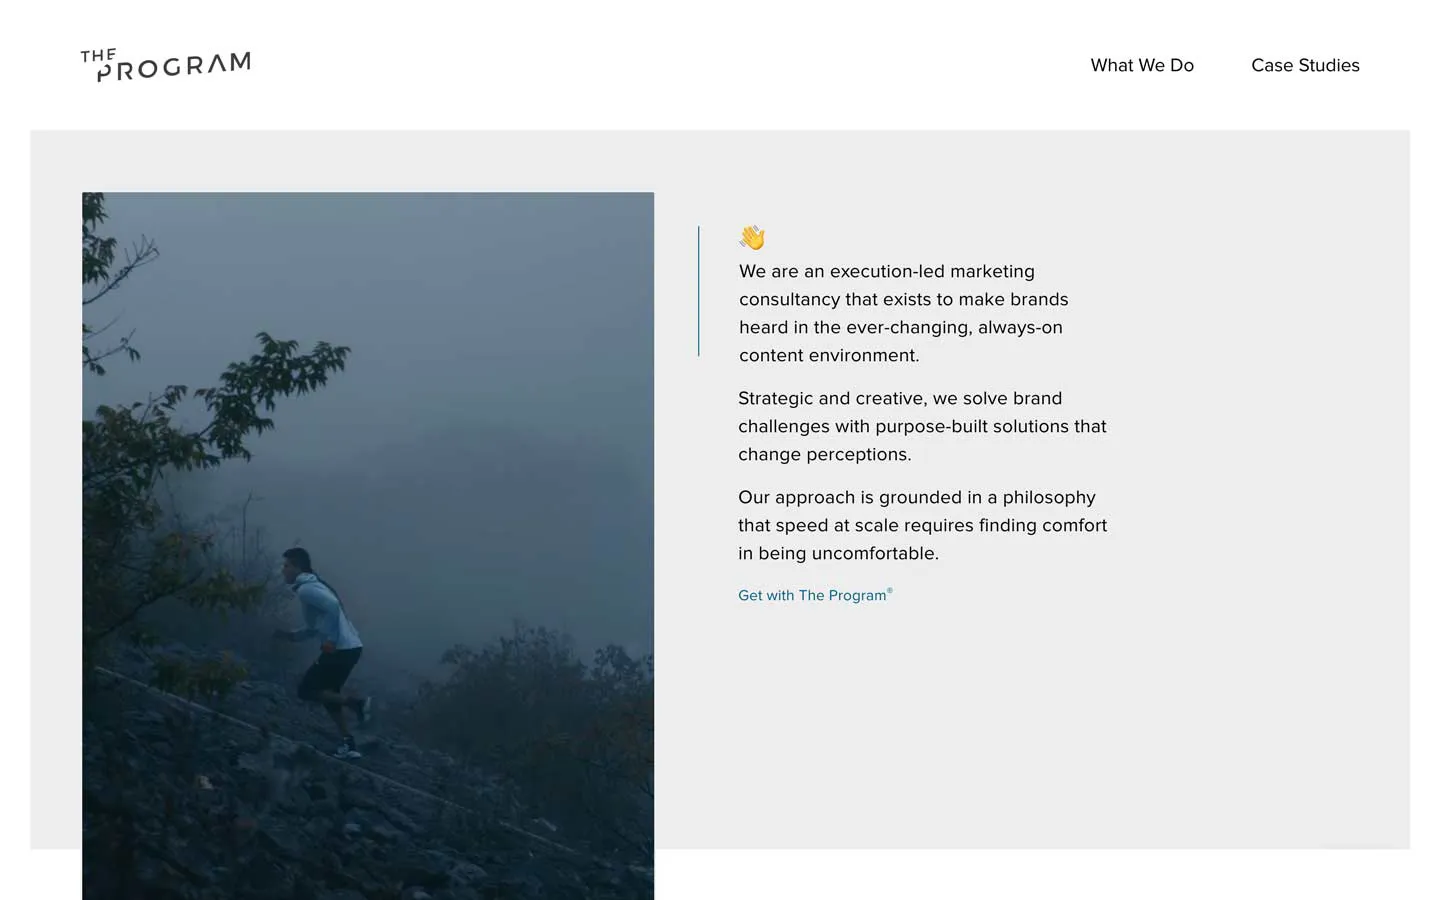 THE
PROGRAM
What We Do
Case Studies
👋
We are an execution-led marketing
consultancy that exists to make brands
heard in the ever-changing, always-on
content environment.
Strategic and creative, we solve brand
challenges with purpose-built solutions that
change perceptions.
Our approach is grounded in a philosophy
that speed at scale requires finding comfort
in being uncomfortable.
Get with The Program®